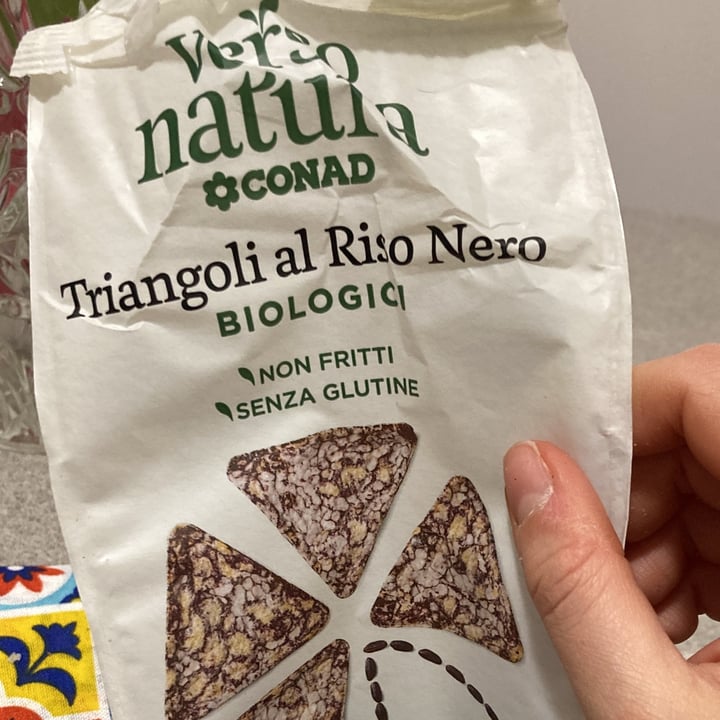 verso
natura
CONAD
Triangoli al Riso Nero
BIOLOGICI
NON FRITTI
SENZA GLUTINE